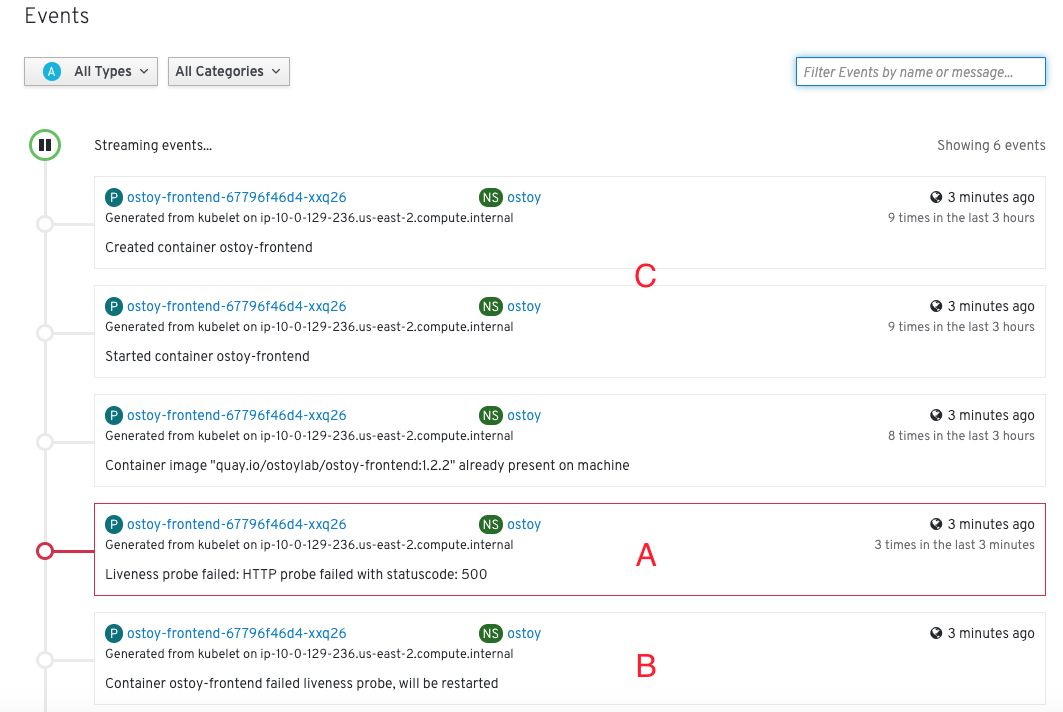 Events
A All Types All Categories Filter Events by name or message...
Streaming events... Showing 6 events
P ostoy-frontend-67796f46d4-xxq26 NS ostoy 3 minutes ago
Generated from kubelet on ip-10-0-129-236.us-east-2.compute.internal 9 times in the last 3 hours
Created container ostoy-frontend
C
P ostoy-frontend-67796f46d4-xxq26 NS ostoy 3 minutes ago
Generated from kubelet on ip-10-0-129-236.us-east-2.compute.internal 9 times in the last 3 hours
Started container ostoy-frontend
P ostoy-frontend-67796f46d4-xxq26 NS ostoy 3 minutes ago
Generated from kubelet on ip-10-0-129-236.us-east-2.compute.internal 8 times in the last 3 hours
Container image "quay.io/ostoylab/ostoy-frontend:1.2.2" already present on machine
P ostoy-frontend-67796f46d4-xxq26 NS ostoy 3 minutes ago
Generated from kubelet on ip-10-0-129-236.us-east-2.compute.internal 3 times in the last 3 minutes
A
Liveness probe failed: HTTP probe failed with statuscode: 500
P ostoy-frontend-67796f46d4-xxq26 NS ostoy 3 minutes ago
Generated from kubelet on ip-10-0-129-236.us-east-2.compute.internal
B
Container ostoy-frontend failed liveness probe, will be restarted